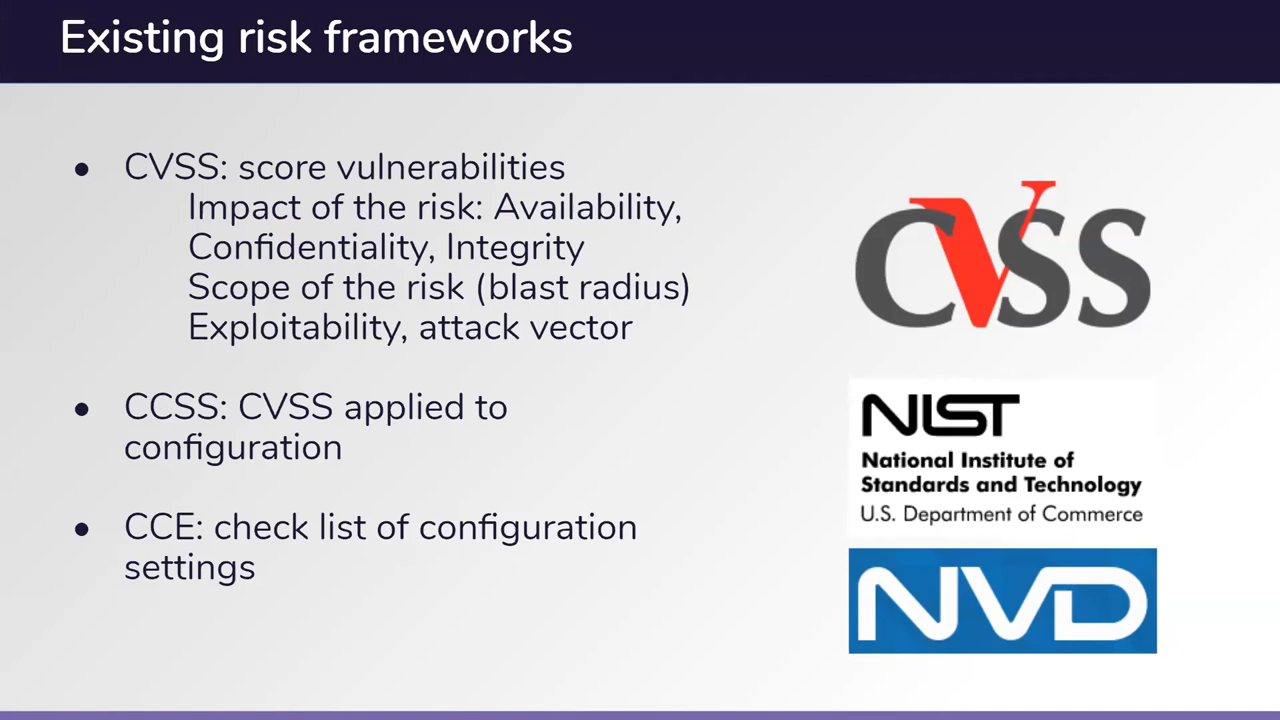 Existing risk frameworks
● CVSS: score vulnerabilities
Impact of the risk: Availability,
Confidentiality, Integrity
Scope of the risk (blast radius)
Exploitability, attack vector
● CCSS: CVSS applied to
configuration
● CCE: check list of configuration
settings
CVSS
NIST
National Institute of
Standards and Technology
U.S. Department of Commerce
NVD